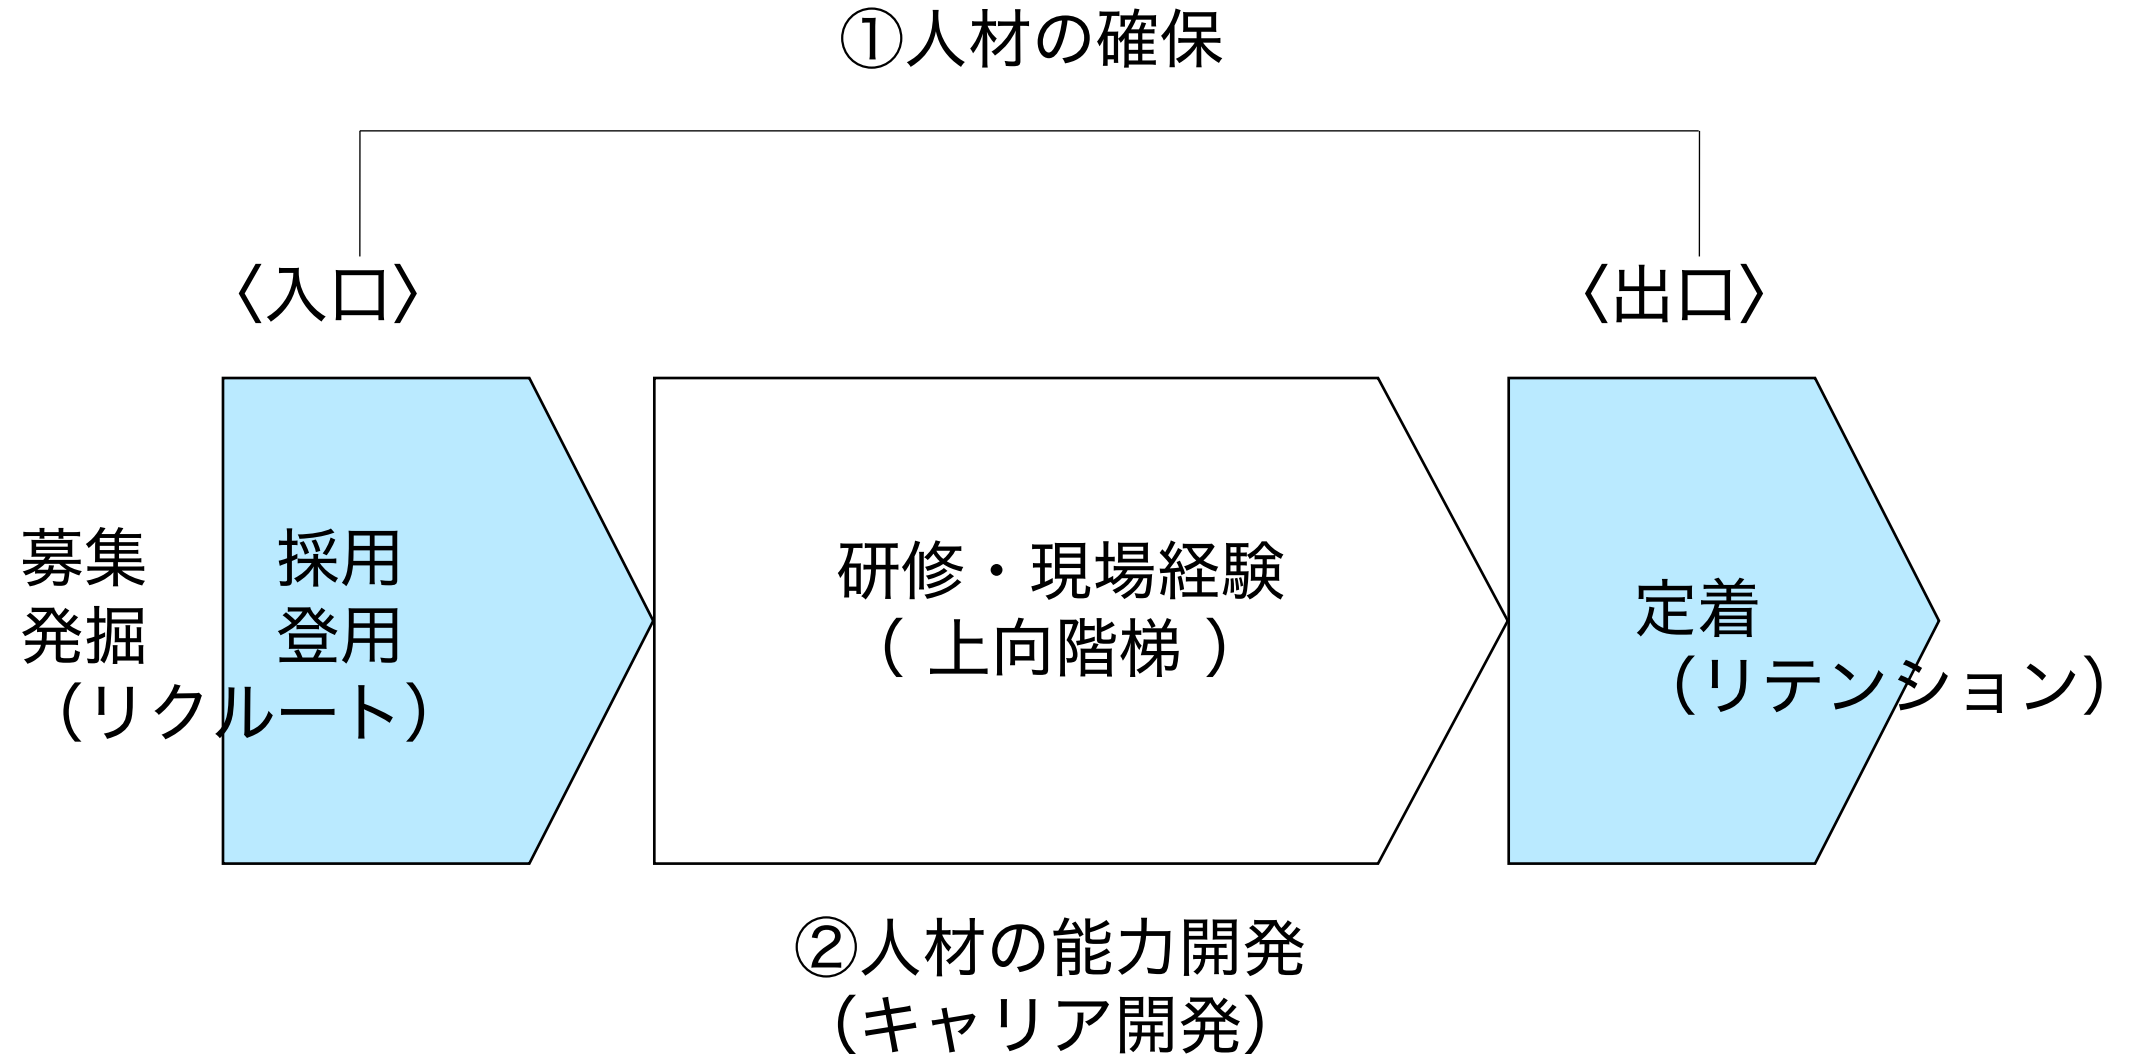 ①人材の確保
〈入口〉
〈出口〉
募集 採用
発掘 登用
（リクルート）
研修・現場経験
（ 上向階梯 ）
定着
（リテンション）
②人材の能力開発
（キャリア開発）